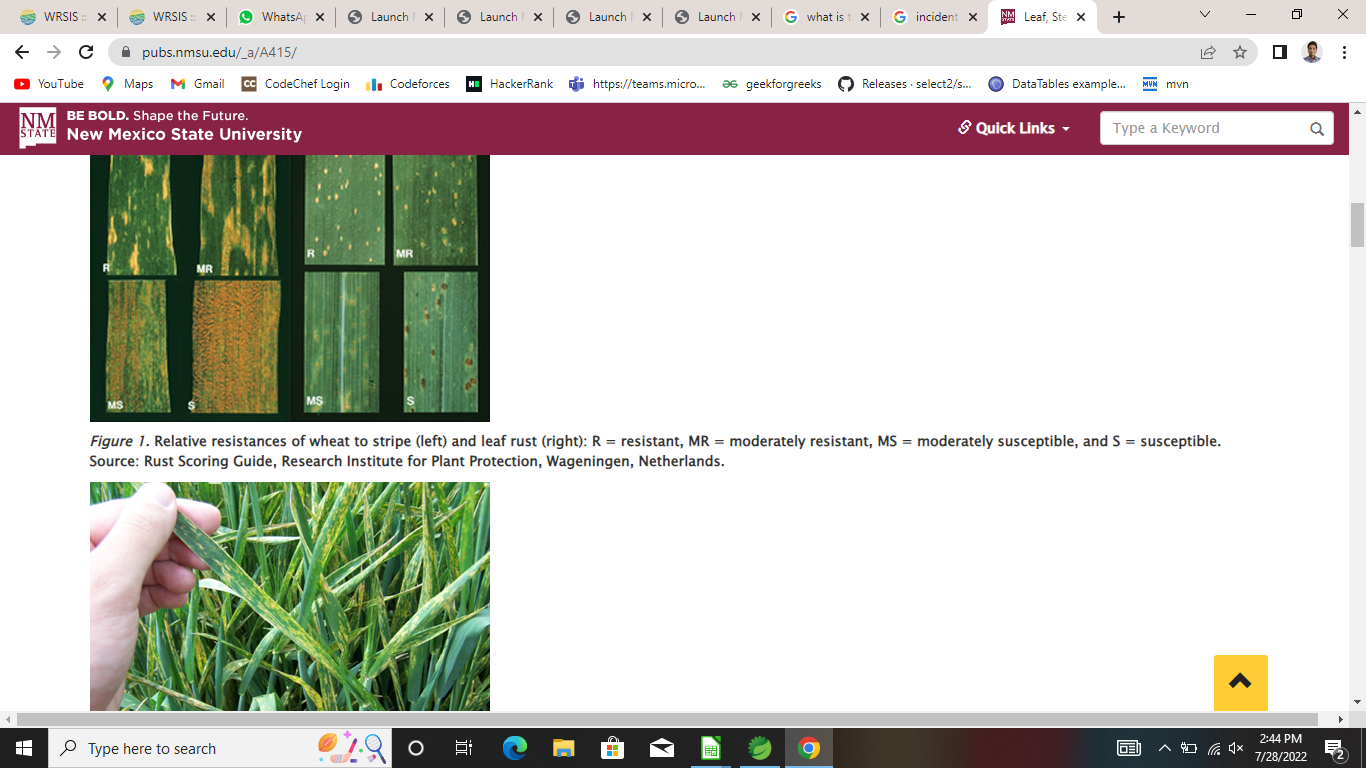 WRSIS ::
WRSIS ::
WhatsA
Launch
Launch
Launch
Launch
what is t
incident
Leaf, Ste
pubs.nmsu.edu/_a/A415/
YouTube
Maps
Gmail
CodeChef Login
Codeforces
HackerRank
https://teams.micro...
geekforgreeks
Releases · select2/s...
DataTables example...
mvn
NM STATE
BE BOLD. Shape the Future.
New Mexico State University
Quick Links
Type a Keyword
R
MR
R
MR
MS
S
MS
S
Figure 1. Relative resistances of wheat to stripe (left) and leaf rust (right): R = resistant, MR = moderately resistant, MS = moderately susceptible, and S = susceptible.
Source: Rust Scoring Guide, Research Institute for Plant Protection, Wageningen, Netherlands.
Type here to search
2:44 PM
7/28/2022
2